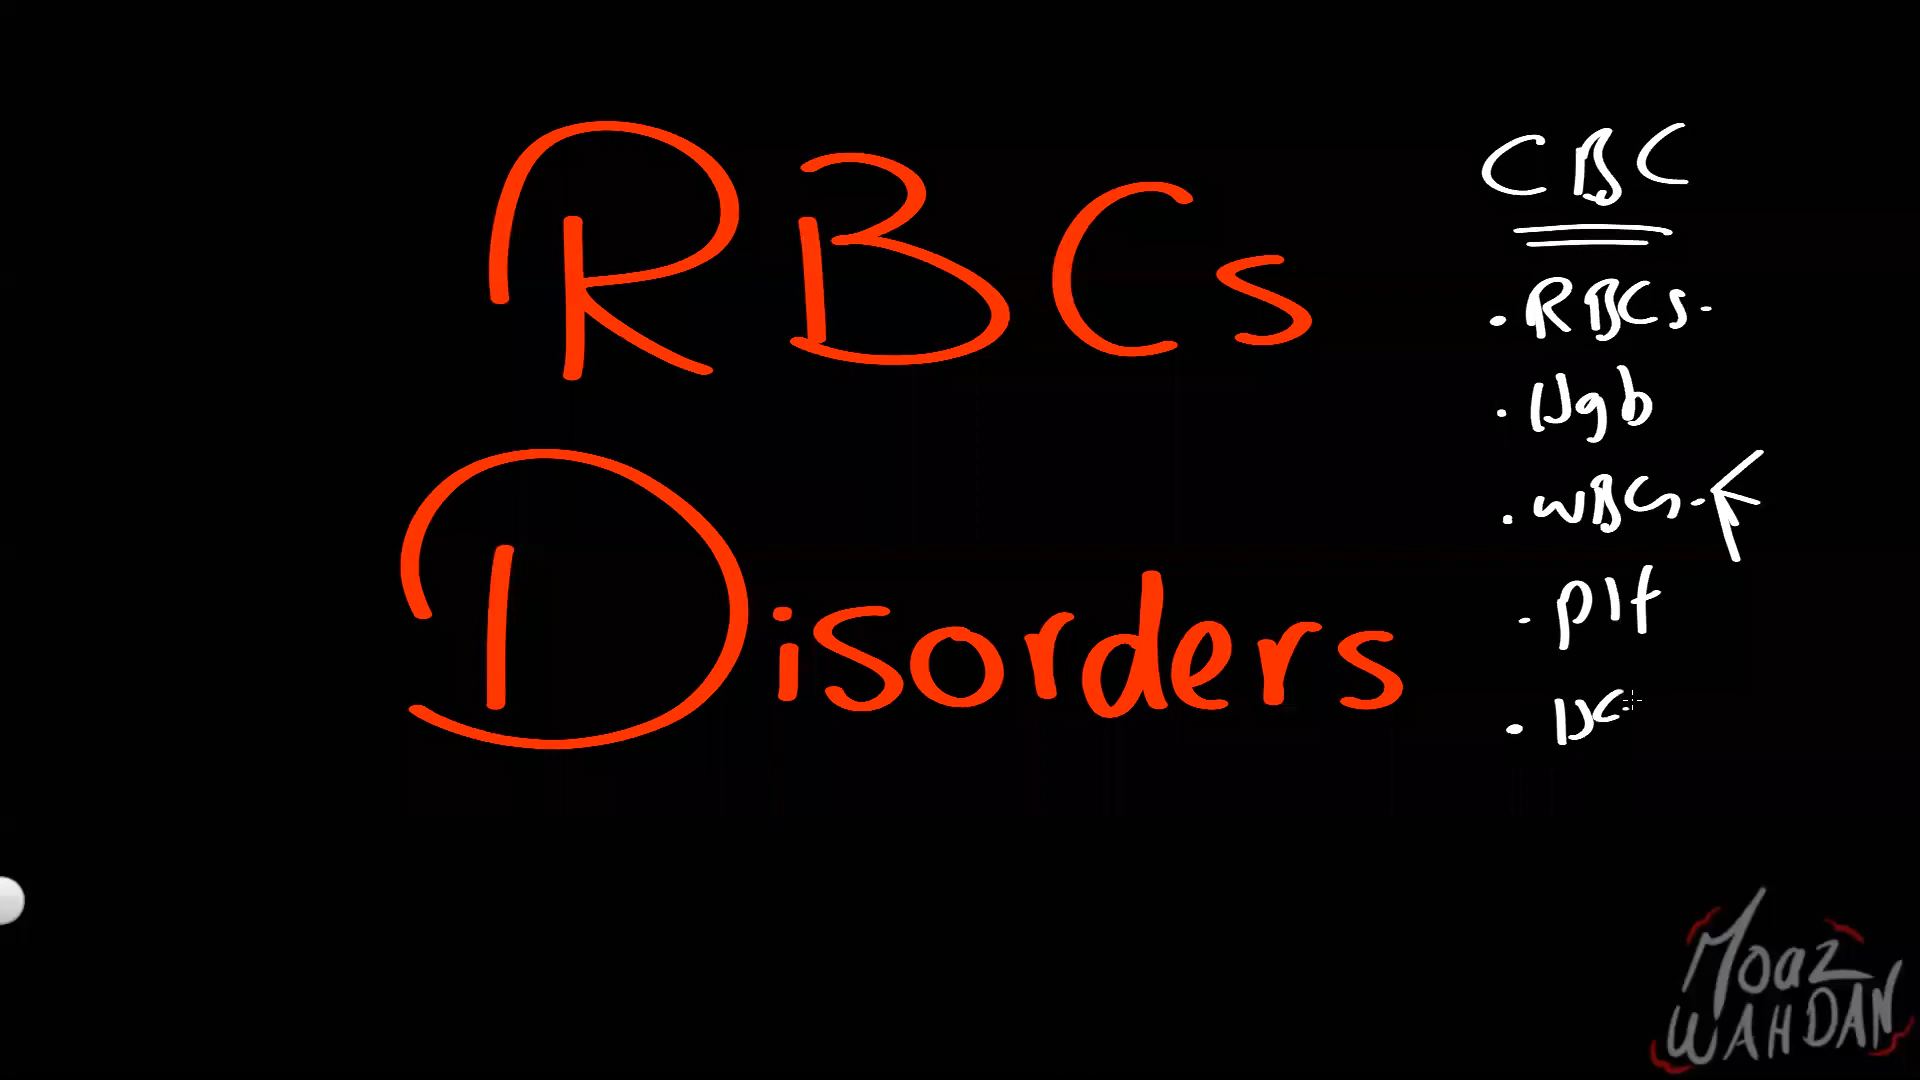 RBCs
Disorders
CBC
. RBCs -
. Hgb
. WBCs -
. plt
Moaz
WAHDAN